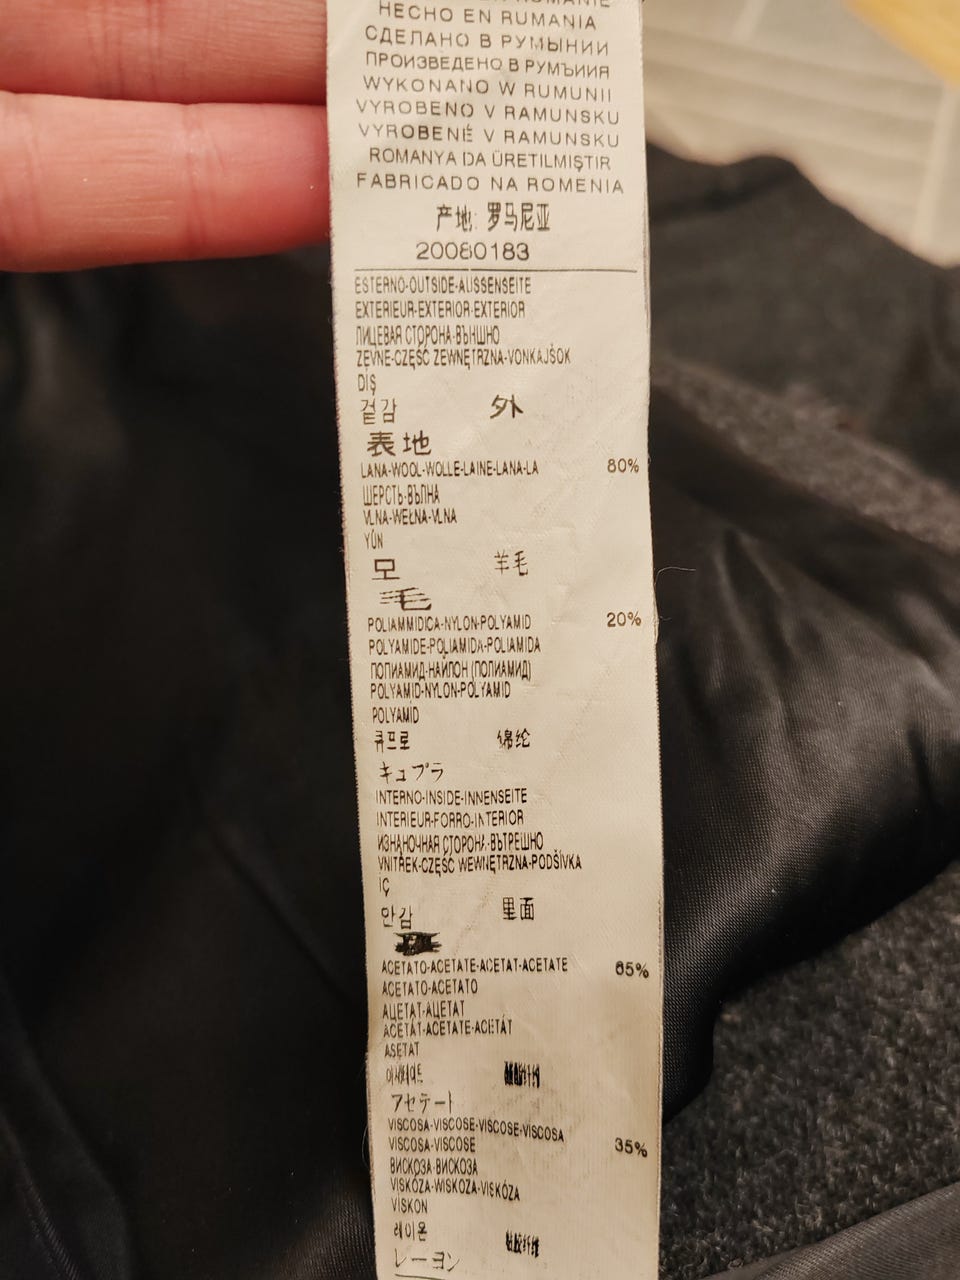 HECHO EN RUMANIA
СДЕЛАНО В РУМЫНИИ
ПРОИЗВЕДЕНО В РУМЪИИЯ
WYKONANO W RUMUNII
VYROBENO V RAMUNSKU
VYROBENÉ V RAMUNSKU
ROMANYA DA ÜRETILMIŞTIR
FABRICADO NA ROMENIA
产地: 罗马尼亚
20080183
ESTERNO-OUTSIDE-AUSSENSEITE
EXTERIEUR-EXTERIOR-EXTERIOR
ЛИЦЕВАЯ СТОРОНА-ВЪНШНО
ZEVNE-CZĘŚĆ ZEWNĘTRZNA-VONKAJŠOK
DİŞ
겉감 外
表地
LANA-WOOL-WOLLE-LAINE-LANA-LA 80%
ШЕРСТЬ-ВЪЛНА
VLNA-WEŁNA-VLNA
YÜN
모 羊毛
毛
POLIAMMIDICA-NYLON-POLYAMID 20%
POLYAMIDE-POLIAMIDA-POLIAMIDA
ПОЛИАМИД-НАЙЛОН (ПОЛИАМИД)
POLYAMID-NYLON-POLYAMID
POLYAMID
큐프로 锦纶
キュプラ
INTERNO-INSIDE-INNENSEITE
INTERIEUR-FORRO-INTERIOR
ИЗНАНОЧНАЯ СТОРОНА-ВЪТРЕШНО
VNITREK-CZĘŚĆ WEWNĘTRZNA-PODŠÍVKA
İÇ
안감 里面
ACETATO-ACETATE-ACETAT-ACETATE 65%
ACETATO-ACETATO
АЦЕТАТ-АЦЕТАТ
ACETÁT-ACETATE-ACETÁT
ASETAT
アセテート
VISCOSA-VISCOSE-VISCOSE-VISCOSA
VISCOSA-VISCOSE 35%
ВИСКОЗА-ВИСКОЗА
VISKÓZA-WISKOZA-VISKÓZA
VISKON
레이온
レーヨン